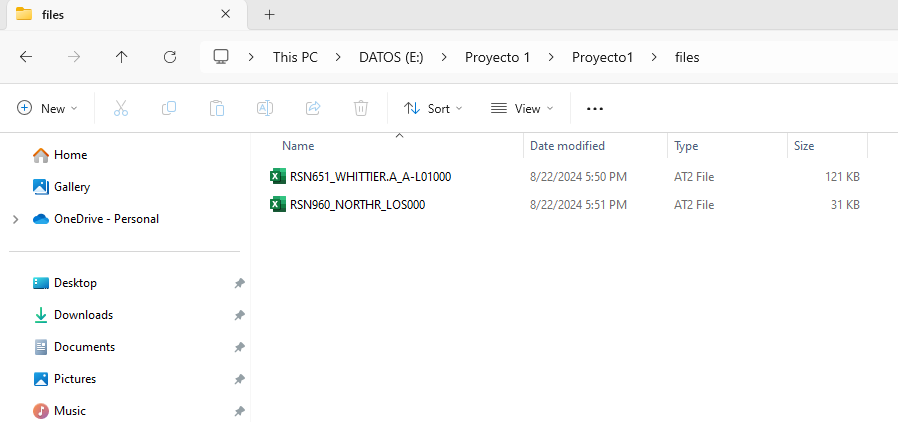 files
This PC > DATOS (E:) > Proyecto 1 > Proyecto1 > files
New Sort View
Name Date modified Type Size
RSN651_WHITTIER.A_A-L01000 8/22/2024 5:50 PM AT2 File 121 KB
RSN960_NORTHR_LOS000 8/22/2024 5:51 PM AT2 File 31 KB
Home
Gallery
OneDrive - Personal
Desktop
Downloads
Documents
Pictures
Music